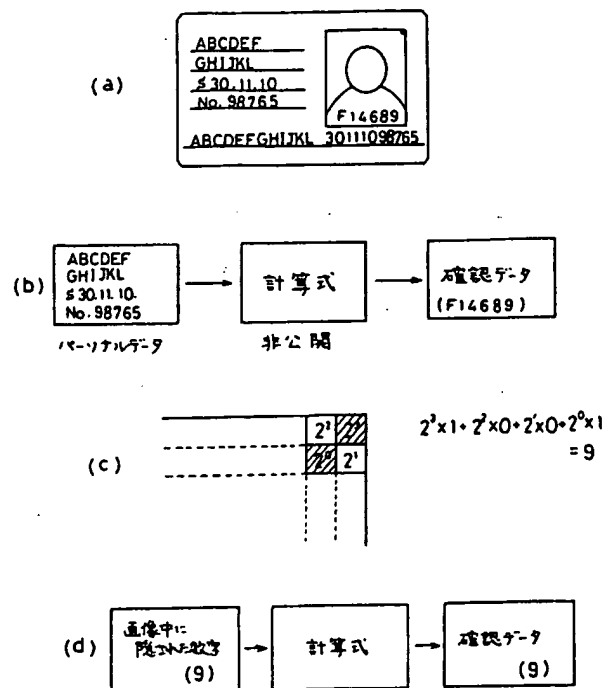 (a)
ABCDEF
GHIJKL
S30.11.10
No. 98765
F14689
ABCDEFGHIJKL 30111098765
(b)
ABCDEF
GHIJKL
S30.11.10.
No.98765
パーソナルデータ
計算式
非公開
確認データ
(F14689)
(c)
2² 2³
2⁰ 2¹
2³×1+2²×0+2¹×0+2⁰×1
=9
(d)
画像中に
隠された数字
(9)
計算式
確認データ
(9)